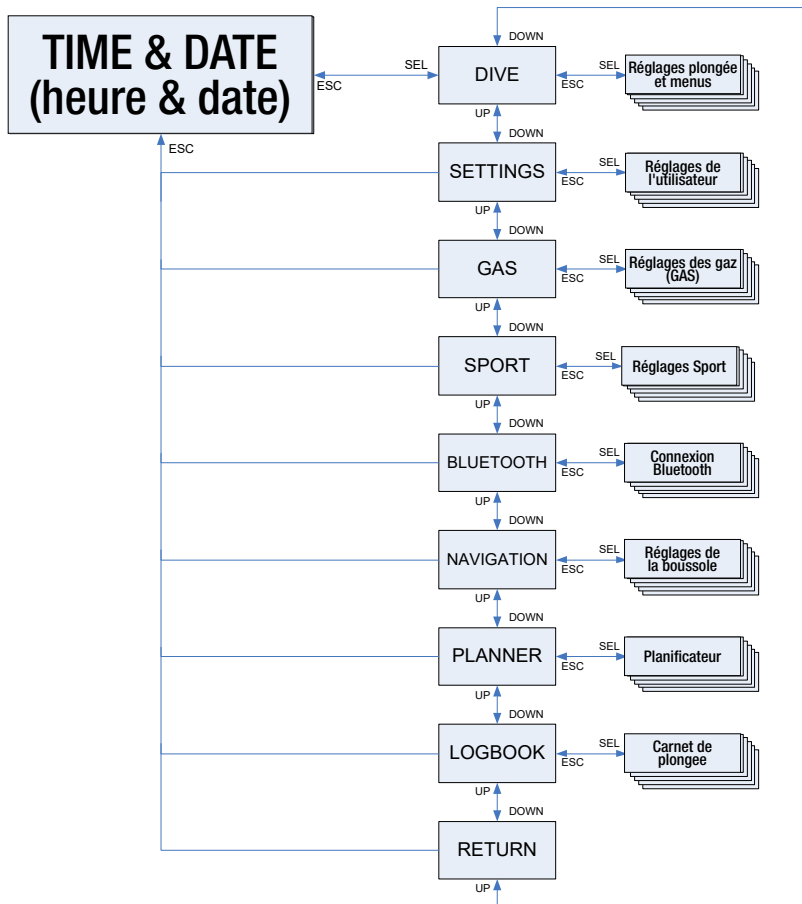 DOWN
TIME & DATE
(heure & date)
SEL
ESC
DIVE
SEL
ESC
Réglages plongée
et menus
UP
DOWN
ESC
SETTINGS
SEL
ESC
Réglages de
l'utilisateur
UP
DOWN
GAS
SEL
ESC
Réglages des gaz
(GAS)
UP
DOWN
SPORT
SEL
ESC
Réglages Sport
UP
DOWN
BLUETOOTH
SEL
ESC
Connexion
Bluetooth
UP
DOWN
NAVIGATION
SEL
ESC
Réglages de
la boussole
UP
DOWN
PLANNER
SEL
ESC
Planificateur
UP
DOWN
LOGBOOK
SEL
ESC
Carnet de
plongee
UP
DOWN
RETURN
UP